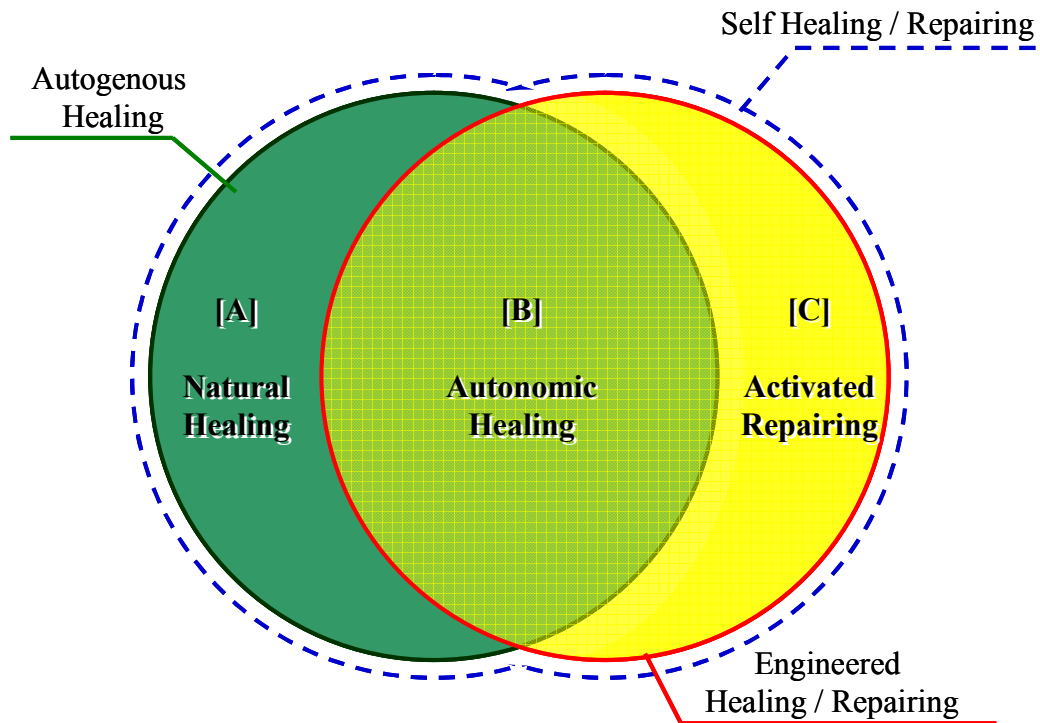 Self Healing / Repairing
Autogenous
Healing
[A]
Natural
Healing
[B]
Autonomic
Healing
[C]
Activated
Repairing
Engineered
Healing / Repairing